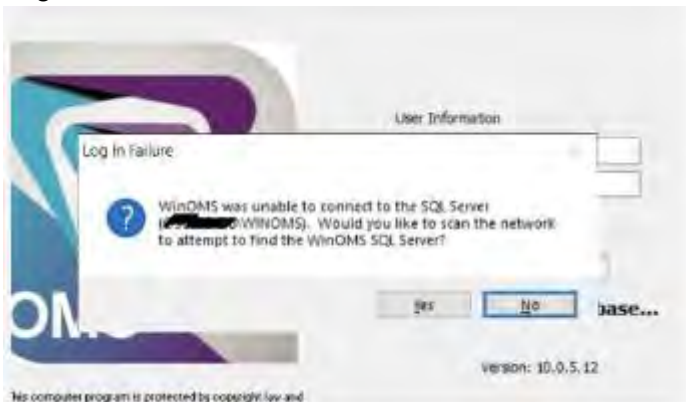 User Information
Log In Failure
WinOMS was unable to connect to the SQL Server
WINOMS). Would you like to scan the network
to attempt to find the WinOMS SQL Server?
Yes No
base...
OMS
version: 10.0.5.12
This computer program is protected by copyright law and